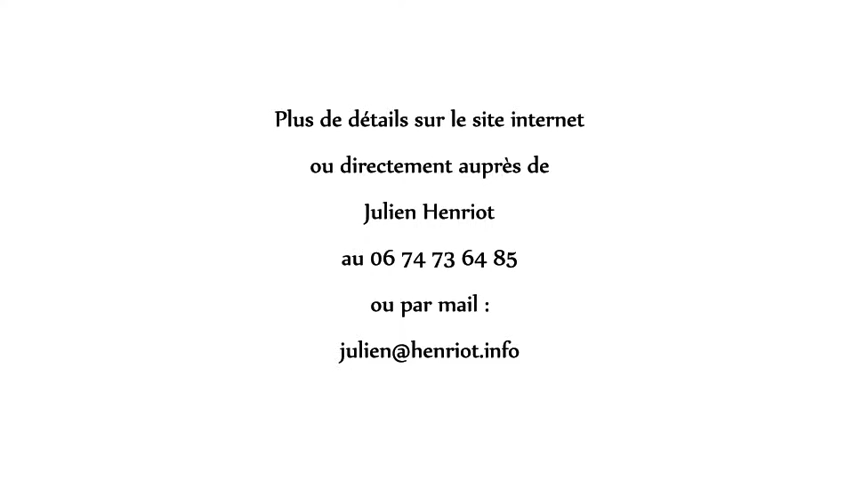 Plus de détails sur le site internet
ou directement auprès de
Julien Henriot
au 06 74 73 64 85
ou par mail :
julien@henriot.info